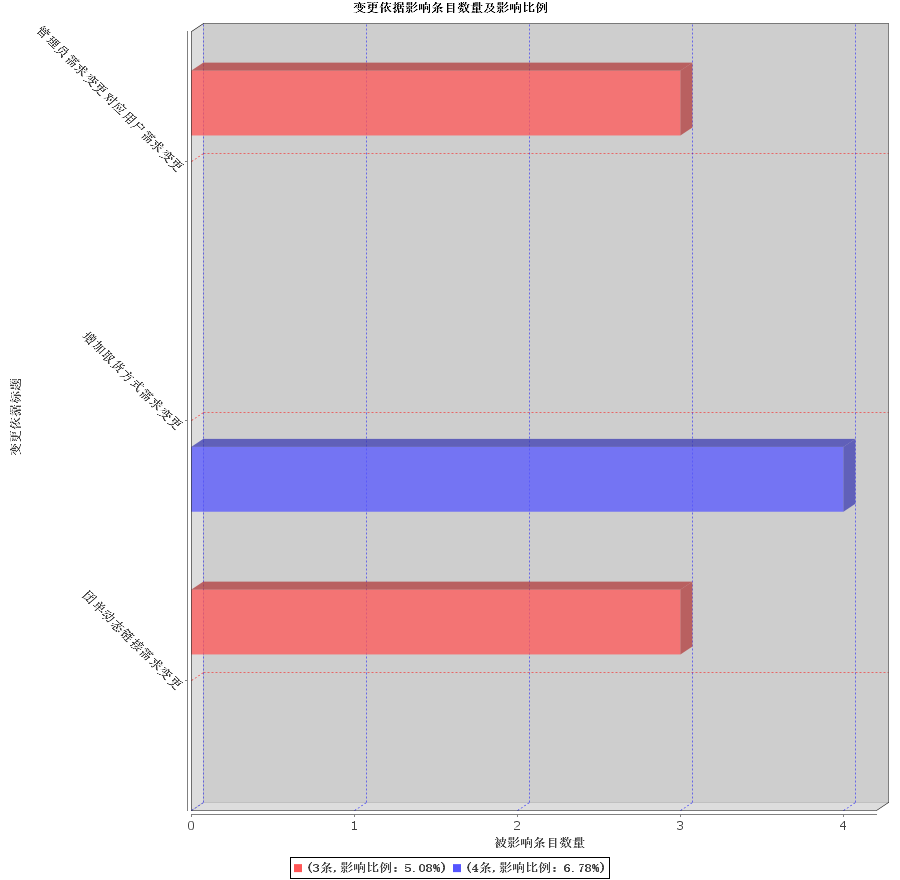 变更依据影响条目数量及影响比例
管理员需求变更对应用户需求变更
增加取货方式需求变更
团单动态链接需求变更
变更依据标题
0 1 2 3 4
被影响条目数量
(3条, 影响比例: 5.08%) (4条, 影响比例: 6.78%)